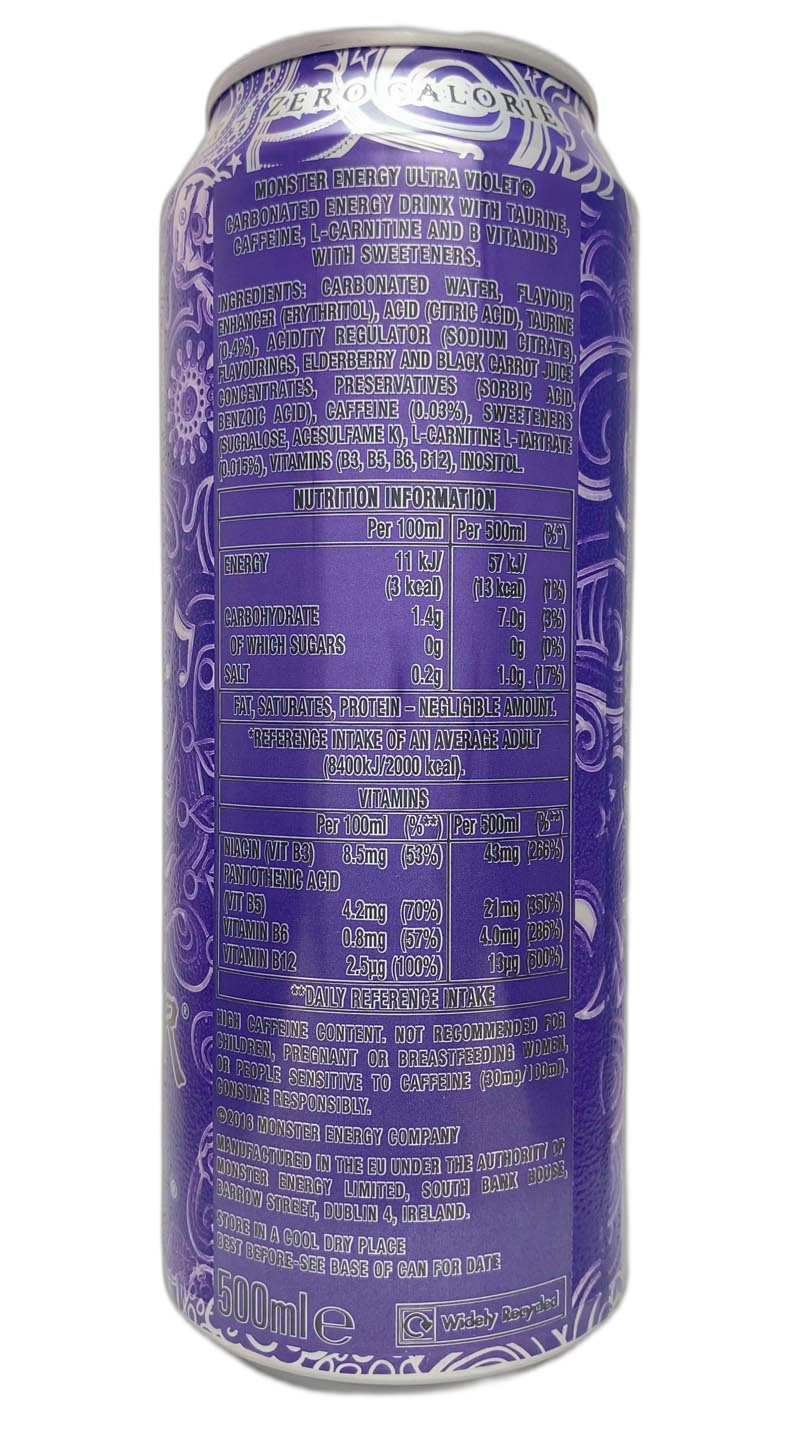 ZERO CALORIE
MONSTER ENERGY ULTRA VIOLET®
CARBONATED ENERGY DRINK WITH TAURINE,
CAFFEINE, L-CARNITINE AND B VITAMINS
WITH SWEETENERS.
INGREDIENTS: CARBONATED WATER, FLAVOUR
ENHANCER (ERYTHRITOL), ACID (CITRIC ACID), TAURINE
(0.4%), ACIDITY REGULATOR (SODIUM CITRATE),
FLAVOURINGS, ELDERBERRY AND BLACK CARROT JUICE
CONCENTRATES, PRESERVATIVES (SORBIC ACID,
BENZOIC ACID), CAFFEINE (0.03%), SWEETENERS
(SUCRALOSE, ACESULFAME K), L-CARNITINE L-TARTRATE
(0.015%), VITAMINS (B3, B5, B6, B12), INOSITOL.
NUTRITION INFORMATION
Per 100ml Per 500ml (%*)
ENERGY 11 kJ/ 57 kJ/
(3 kcal) (13 kcal) (1%)
CARBOHYDRATE 1.4g 7.0g (3%)
OF WHICH SUGARS 0g 0g (0%)
SALT 0.2g 1.0g (17%)
FAT, SATURATES, PROTEIN – NEGLIGIBLE AMOUNT.
*REFERENCE INTAKE OF AN AVERAGE ADULT
(8400kJ/2000 kcal).
VITAMINS
Per 100ml (%**) Per 500ml (%**)
NIACIN (VIT B3) 8.5mg (53%) 43mg (266%)
PANTOTHENIC ACID
(VIT B5) 4.2mg (70%) 21mg (350%)
VITAMIN B6 0.8mg (57%) 4.0mg (286%)
VITAMIN B12 2.5µg (100%) 13µg (500%)
**DAILY REFERENCE INTAKE
HIGH CAFFEINE CONTENT. NOT RECOMMENDED FOR
CHILDREN, PREGNANT OR BREASTFEEDING WOMEN,
OR PEOPLE SENSITIVE TO CAFFEINE (30mg/100ml).
CONSUME RESPONSIBLY.
©2016 MONSTER ENERGY COMPANY
MANUFACTURED IN THE EU UNDER THE AUTHORITY OF
MONSTER ENERGY LIMITED, SOUTH BANK HOUSE,
BARROW STREET, DUBLIN 4, IRELAND.
STORE IN A COOL DRY PLACE
BEST BEFORE-SEE BASE OF CAN FOR DATE
500ml e
Widely Recycled